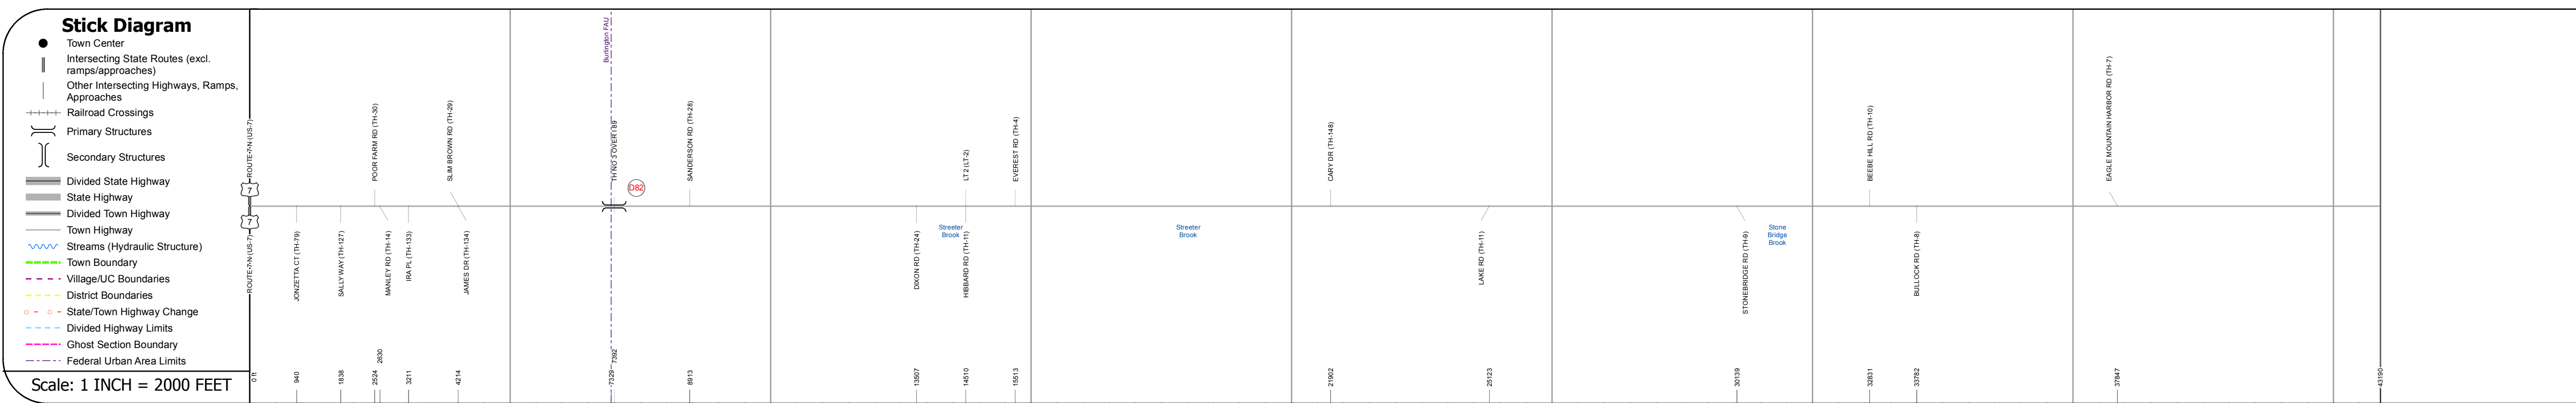 Stick Diagram
Town Center
Intersecting State Routes (excl.
ramps/approaches)
Other Intersecting Highways, Ramps,
Approaches
Railroad Crossings
Primary Structures
Secondary Structures
Divided State Highway
State Highway
Divided Town Highway
Town Highway
Streams (Hydraulic Structure)
Town Boundary
Village/UC Boundaries
District Boundaries
State/Town Highway Change
Divided Highway Limits
Ghost Section Boundary
Federal Urban Area Limits
Scale: 1 INCH = 2000 FEET
ROUTE-7-N (US-7)
7
7
ROUTE-7-N (US-7)
JONZETTA CT (TH-79)
SALLY WAY (TH-127)
POOR FARM RD (TH-30)
MANLEY RD (TH-14)
IRA PL (TH-133)
SLIM BROWN RD (TH-29)
JAMES DR (TH-134)
Burlington FAU
TH NO 3 OVER I 89
D82
SANDERSON RD (TH-28)
DIXON RD (TH-24)
Streeter
Brook
LT 2 (LT-2)
HIBBARD RD (TH-11)
EVEREST RD (TH-4)
Streeter
Brook
CARY DR (TH-148)
LAKE RD (TH-11)
STONEBRIDGE RD (TH-9)
Stone
Bridge
Brook
BEEBE HILL RD (TH-10)
BULLOCK RD (TH-8)
EAGLE MOUNTAIN HARBOR RD (TH-7)
0 ft
940
1838
2524
2630
3211
4214
7329
7392
8913
13507
14510
15513
21902
25123
30139
32831
33782
37847
43190